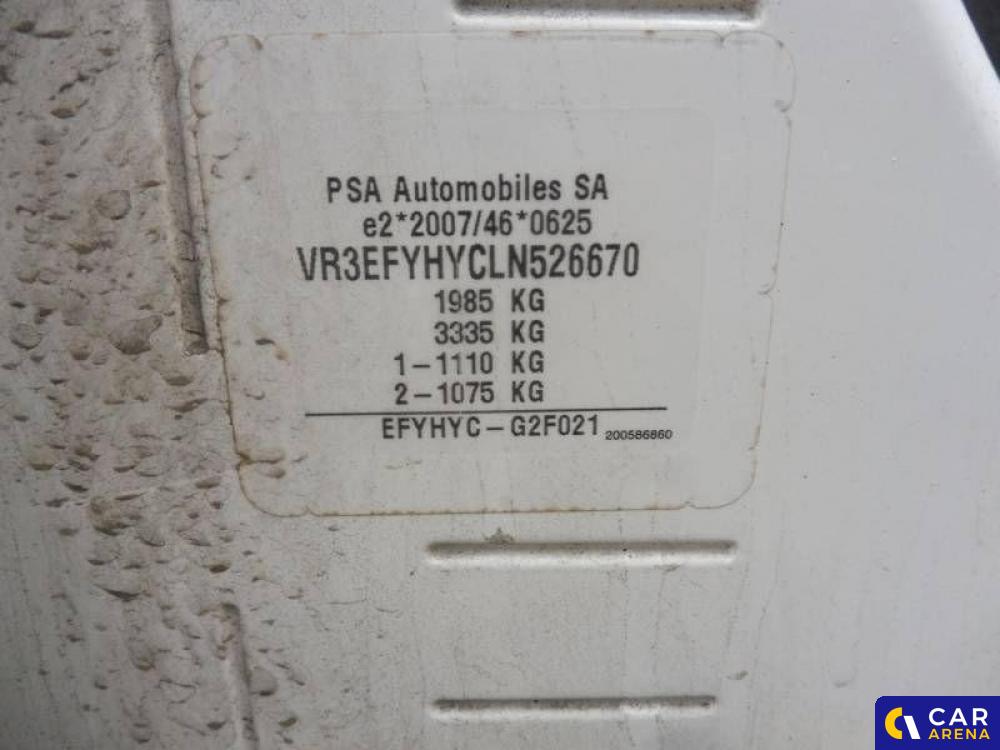 PSA Automobiles SA
e2*2007/46*0625
VR3EFYHYCLN526670
1985 KG
3335 KG
1-1110 KG
2-1075 KG
EFYHYC-G2F021 200586860
CAR
ARENA